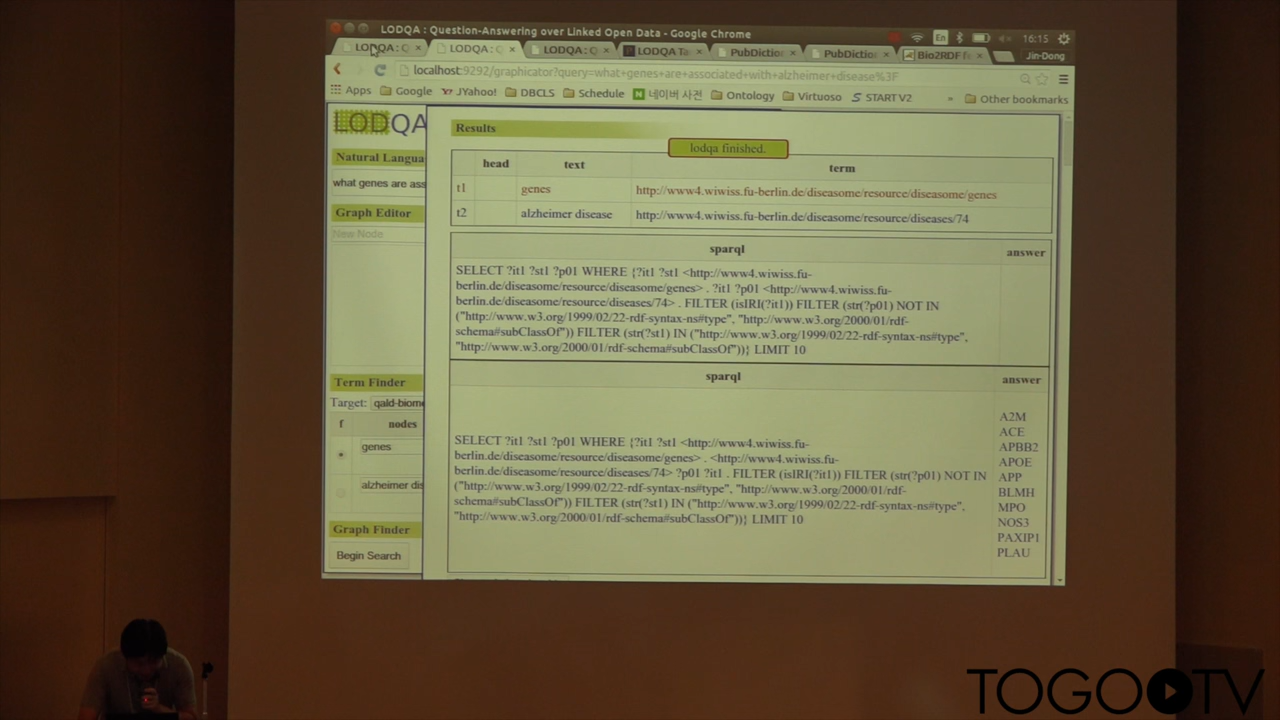 LODQA : Question-Answering over Linked Open Data - Google Chrome
En
16:15
LODQA : Q × LODQA : Q × LODQA : Q × LODQA Ta × PubDictio × PubDictio × Bio2RDF × Jin-Dong
localhost:9292/graphicator?query=what+genes+are+associated+with+alzheimer+disease%3F
Apps Google JYahoo! DBCLS Schedule 네이버 사전 Ontology Virtuoso START V2 » Other bookmarks
LODQA
Natural Langua
what genes are ass
Graph Editor
New Node
Term Finder
Target: qald-biome
f nodes
genes
alzheimer dis
Graph Finder
Begin Search
Results
lodqa finished.
head text term
t1 genes http://www4.wiwiss.fu-berlin.de/diseasome/resource/diseasome/genes
t2 alzheimer disease http://www4.wiwiss.fu-berlin.de/diseasome/resource/diseases/74
sparql answer
SELECT ?it1 ?st1 ?p01 WHERE {?it1 ?st1 <http://www4.wiwiss.fu-
berlin.de/diseasome/resource/diseasome/genes> . ?it1 ?p01 <http://www4.wiwiss.fu-
berlin.de/diseasome/resource/diseases/74> . FILTER (isIRI(?it1)) FILTER (str(?p01) NOT IN
("http://www.w3.org/1999/02/22-rdf-syntax-ns#type", "http://www.w3.org/2000/01/rdf-
schema#subClassOf")) FILTER (str(?st1) IN ("http://www.w3.org/1999/02/22-rdf-syntax-ns#type",
"http://www.w3.org/2000/01/rdf-schema#subClassOf"))} LIMIT 10
sparql answer
SELECT ?it1 ?st1 ?p01 WHERE {?it1 ?st1 <http://www4.wiwiss.fu-
berlin.de/diseasome/resource/diseasome/genes> . <http://www4.wiwiss.fu-
berlin.de/diseasome/resource/diseases/74> ?p01 ?it1 . FILTER (isIRI(?it1)) FILTER (str(?p01) NOT IN
("http://www.w3.org/1999/02/22-rdf-syntax-ns#type", "http://www.w3.org/2000/01/rdf-
schema#subClassOf")) FILTER (str(?st1) IN ("http://www.w3.org/1999/02/22-rdf-syntax-ns#type",
"http://www.w3.org/2000/01/rdf-schema#subClassOf"))} LIMIT 10
A2M
ACE
APBB2
APOE
APP
BLMH
MPO
NOS3
PAXIP1
PLAU
TOGOTV